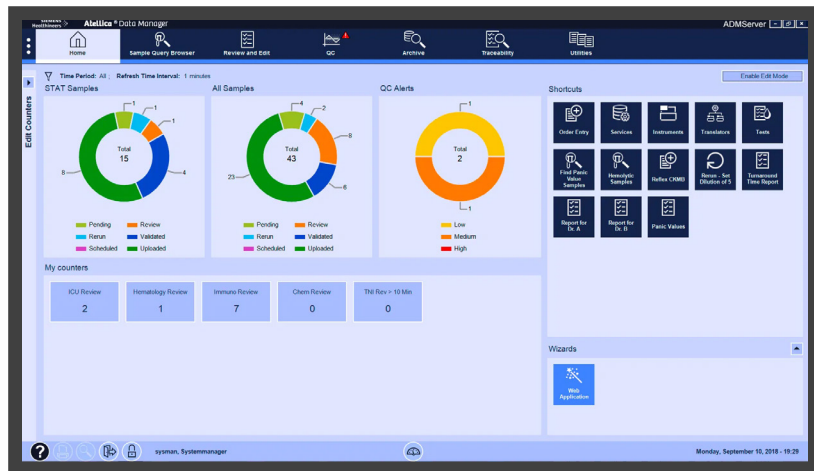 SIEMENS
Healthineers
Atellica® Data Manager
ADMServer
Home
Sample Query Browser
Review and Edit
QC
Archive
Traceability
Utilities
Time Period: All ; Refresh Time Interval: 1 minutes
Enable Edit Mode
Edit Counters
STAT Samples
1
1
1
4
8
Total
15
Pending
Review
Rerun
Validated
Scheduled
Uploaded
All Samples
4
2
8
6
23
Total
43
Pending
Review
Rerun
Validated
Scheduled
Uploaded
QC Alerts
1
Total
2
1
Low
Medium
High
Shortcuts
Order Entry
Services
Instruments
Translators
Tests
Find Panic
Value
Samples
Hemolytic
Samples
Reflex CKMB
Rerun - Set
Dilution of 5
Turnaround
Time Report
Report for
Dr. A
Report for
Dr. B
Panic Values
My counters
ICU Review
2
Hematology Review
1
Immuno Review
7
Chem Review
0
TNI Rev > 10 Min
0
Wizards
Web
Application
?
sysman, Systemmanager
Monday, September 10, 2018 - 19:29